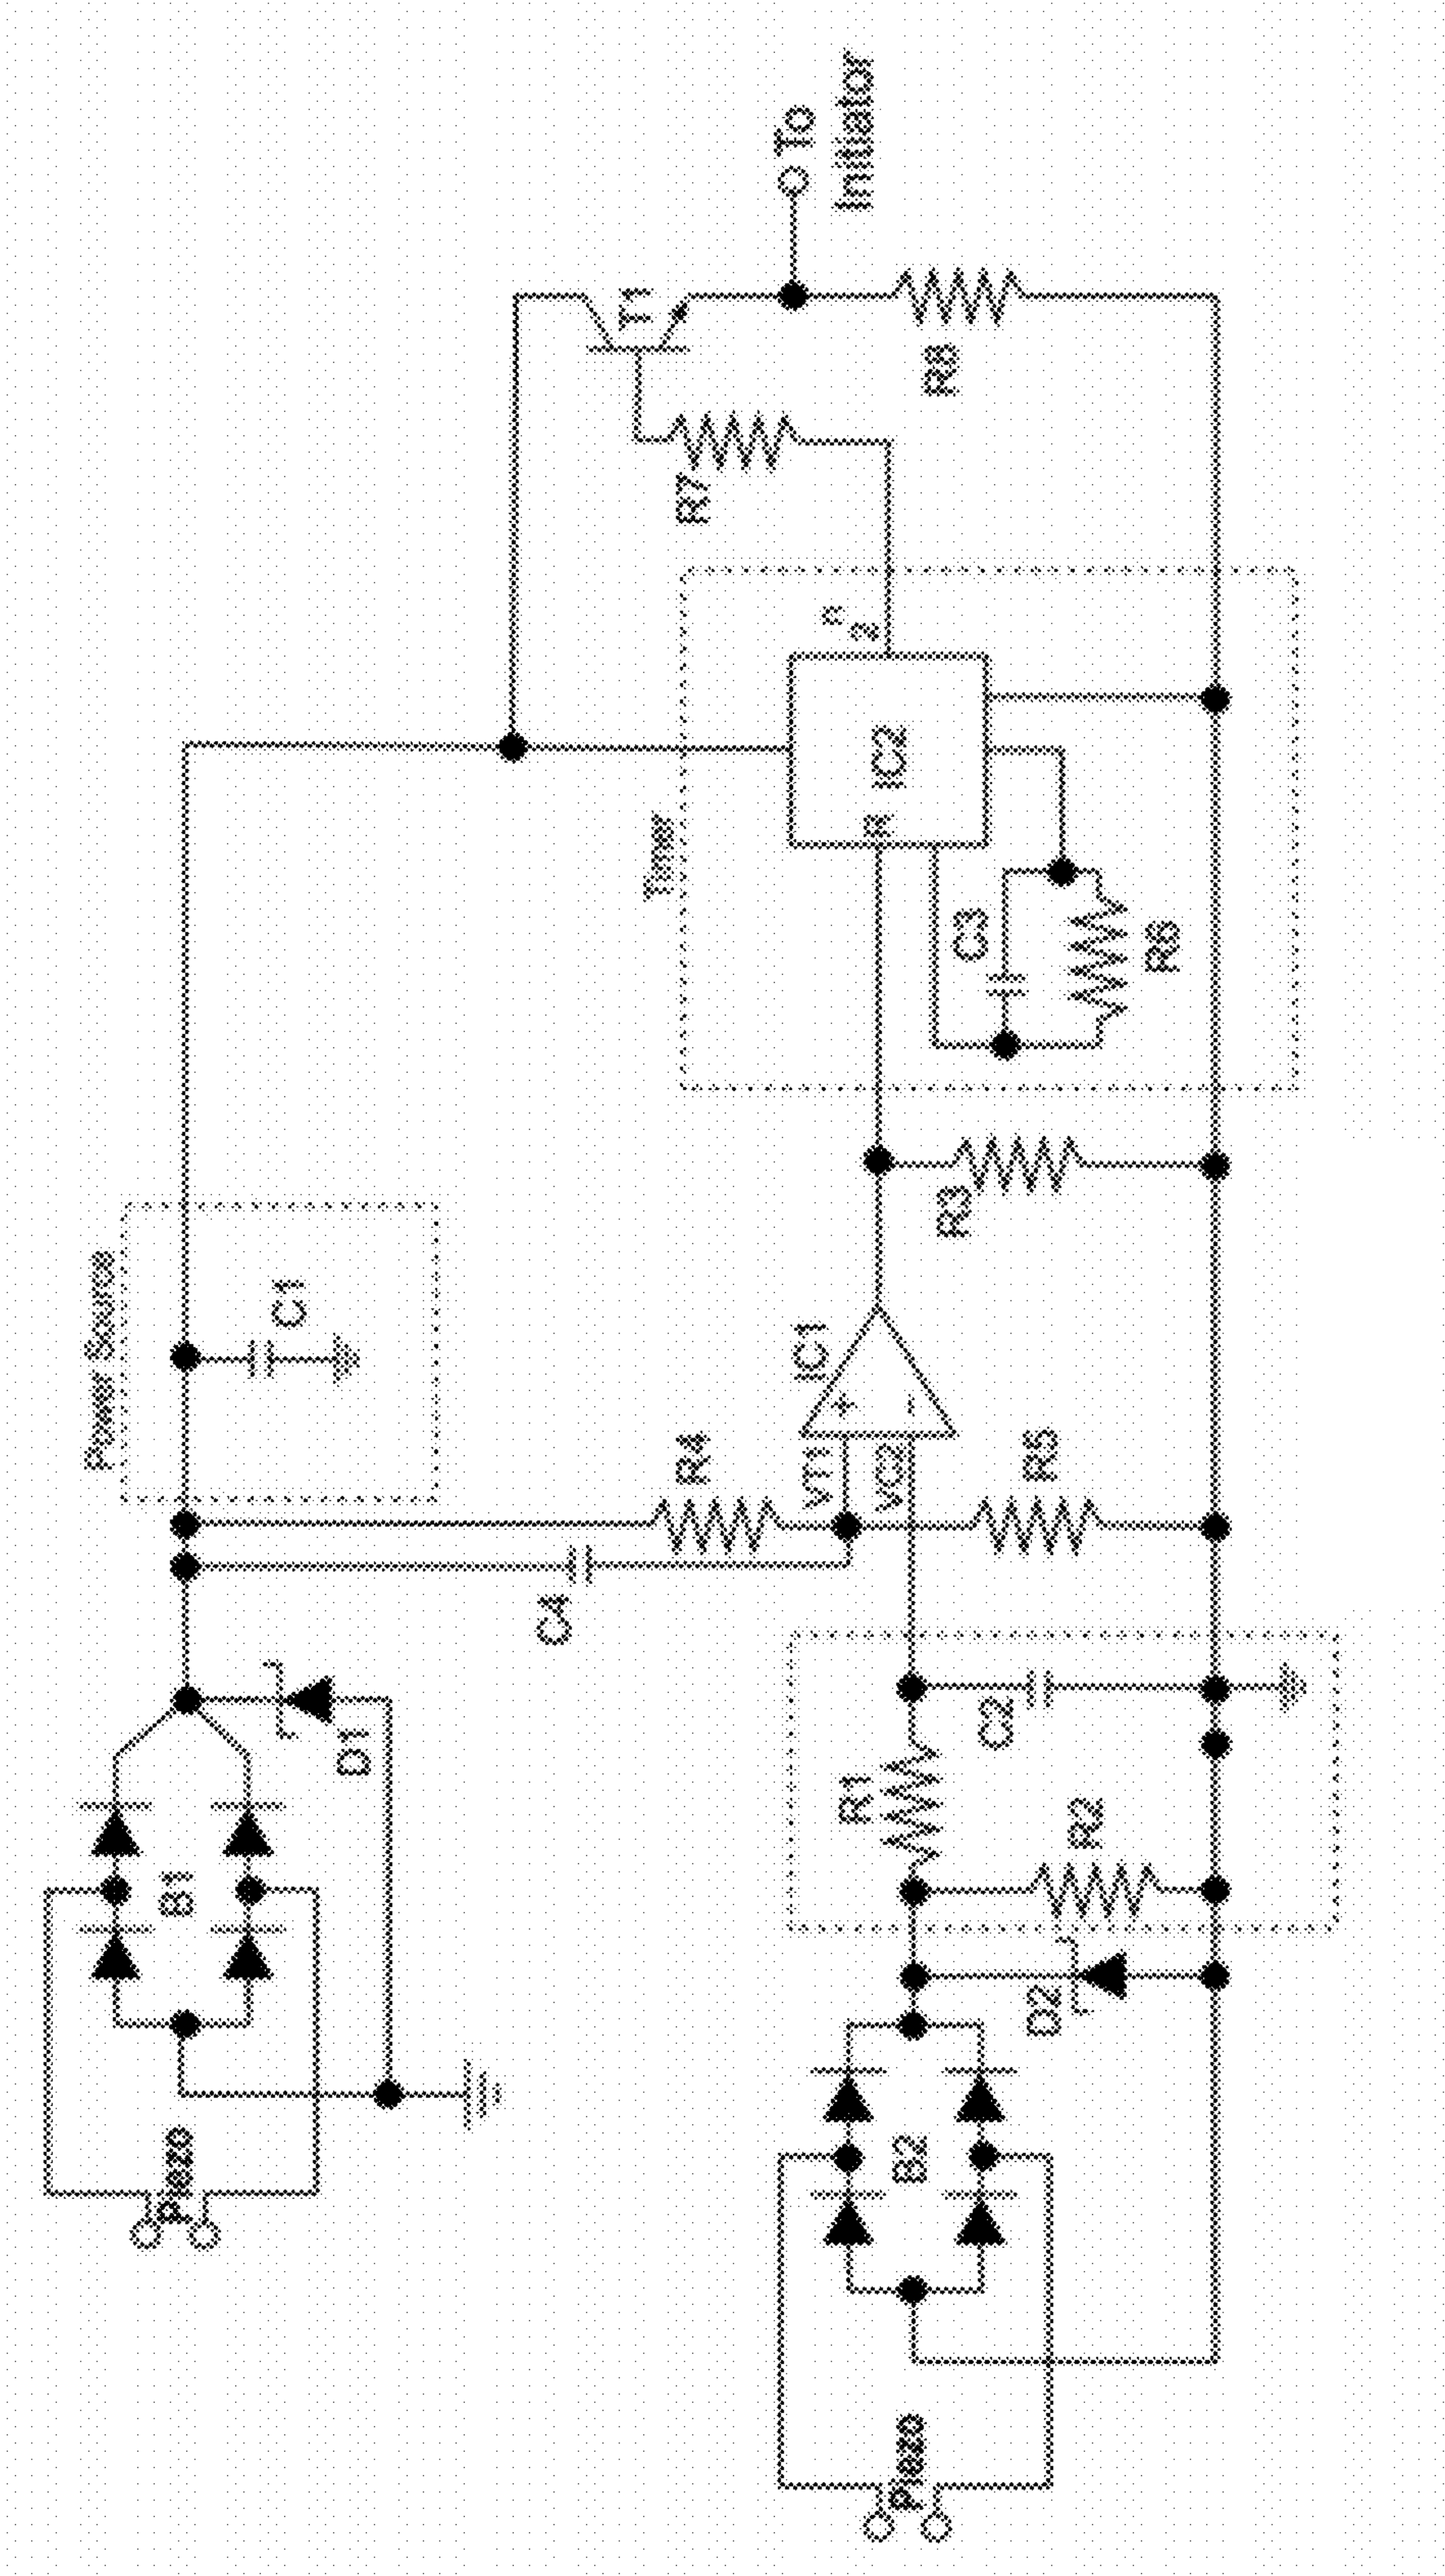 Piezo
B1
D1
Power Source
C1
C4
R4
Piezo
B2
D2
R2
R1
C2
VT1
VC2
+
−
IC1
R5
R3
Timer
R
IC2
2 n
C3
R6
R7
T1
R8
To
Initiator